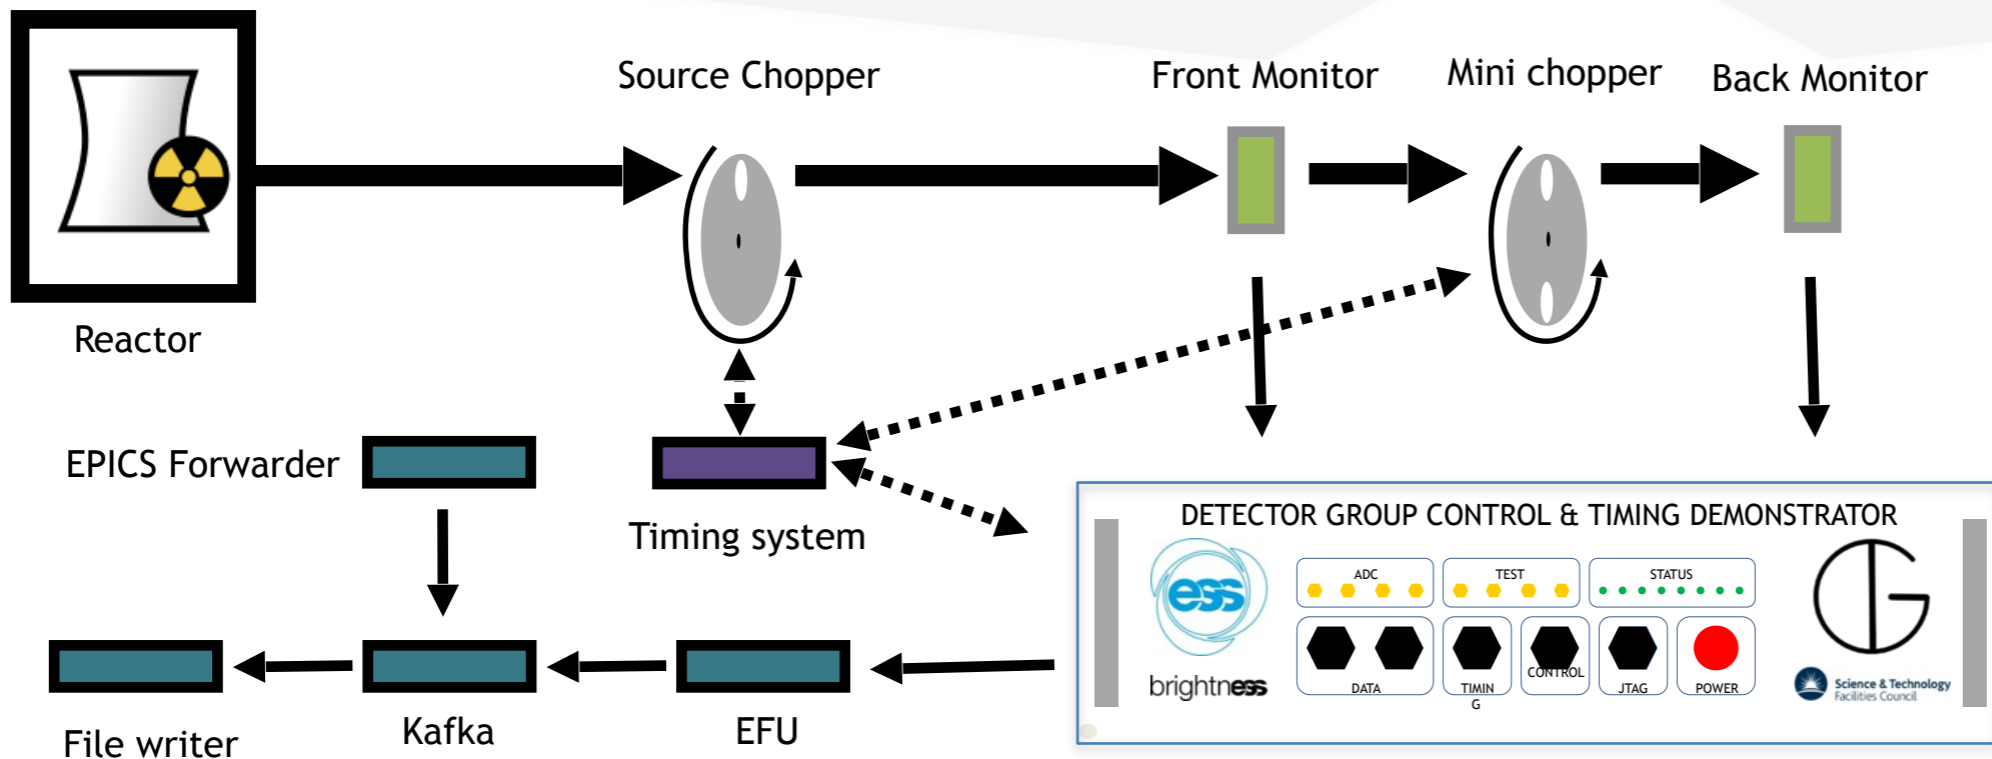 Source Chopper
Front Monitor
Mini chopper
Back Monitor
Reactor
EPICS Forwarder
Timing system
DETECTOR GROUP CONTROL & TIMING DEMONSTRATOR
ess
brightness
ADC
TEST
STATUS
DATA
TIMIN
G
CONTROL
JTAG
POWER
Science & Technology
Facilities Council
File writer
Kafka
EFU